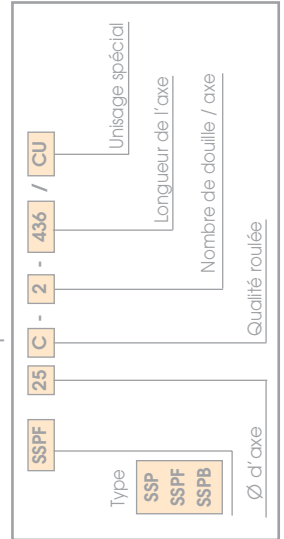 SSPF 25 C - 2 - 436 / CU
Type
SSP
SSPF
SSPB
Ø d'axe
Qualité roulée
Nombre de douille / axe
Longueur de l'axe
Unisage spécial